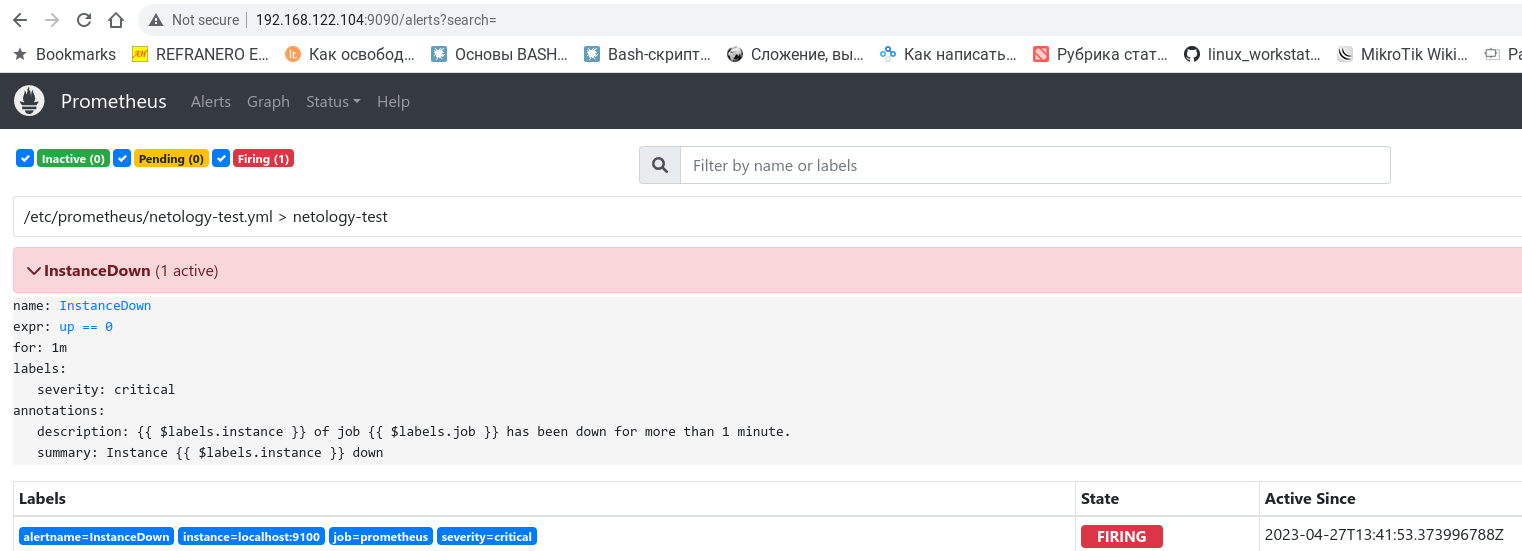 Not secure 192.168.122.104:9090/alerts?search=
Bookmarks REFRANERO E... Как освобод... Основы BASH... Bash-скрипт... Сложение, вы... Как написать... Рубрика стат... linux_workstat... MikroTik Wiki...
Prometheus Alerts Graph Status Help
Inactive (0) Pending (0) Firing (1) Filter by name or labels
/etc/prometheus/netology-test.yml > netology-test
InstanceDown (1 active)
name: InstanceDown
expr: up == 0
for: 1m
labels:
severity: critical
annotations:
description: {{ $labels.instance }} of job {{ $labels.job }} has been down for more than 1 minute.
summary: Instance {{ $labels.instance }} down
Labels State Active Since
alertname=InstanceDown instance=localhost:9100 job=prometheus severity=critical FIRING 2023-04-27T13:41:53.373996788Z